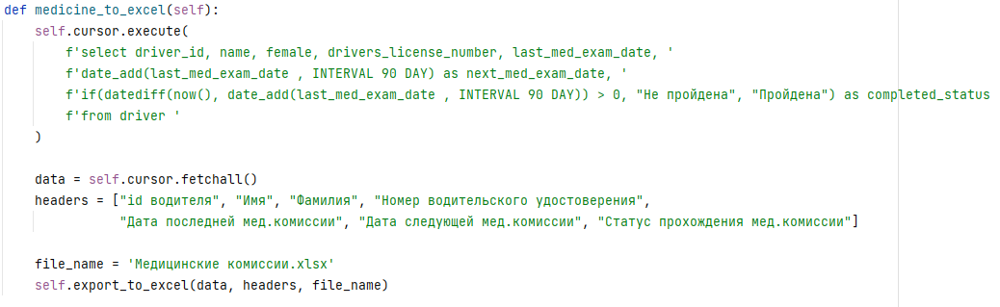 def medicine_to_excel(self):
    self.cursor.execute(
        f'select driver_id, name, female, drivers_license_number, last_med_exam_date, '
        f'date_add(last_med_exam_date , INTERVAL 90 DAY) as next_med_exam_date, '
        f'if(datediff(now(), date_add(last_med_exam_date , INTERVAL 90 DAY)) > 0, "Не пройдена", "Пройдена") as completed_status
        f'from driver '
    )
    data = self.cursor.fetchall()
    headers = ["id водителя", "Имя", "Фамилия", "Номер водительского удостоверения",
               "Дата последней мед.комиссии", "Дата следующей мед.комиссии", "Статус прохождения мед.комиссии"]
    file_name = 'Медицинские комиссии.xlsx'
    self.export_to_excel(data, headers, file_name)